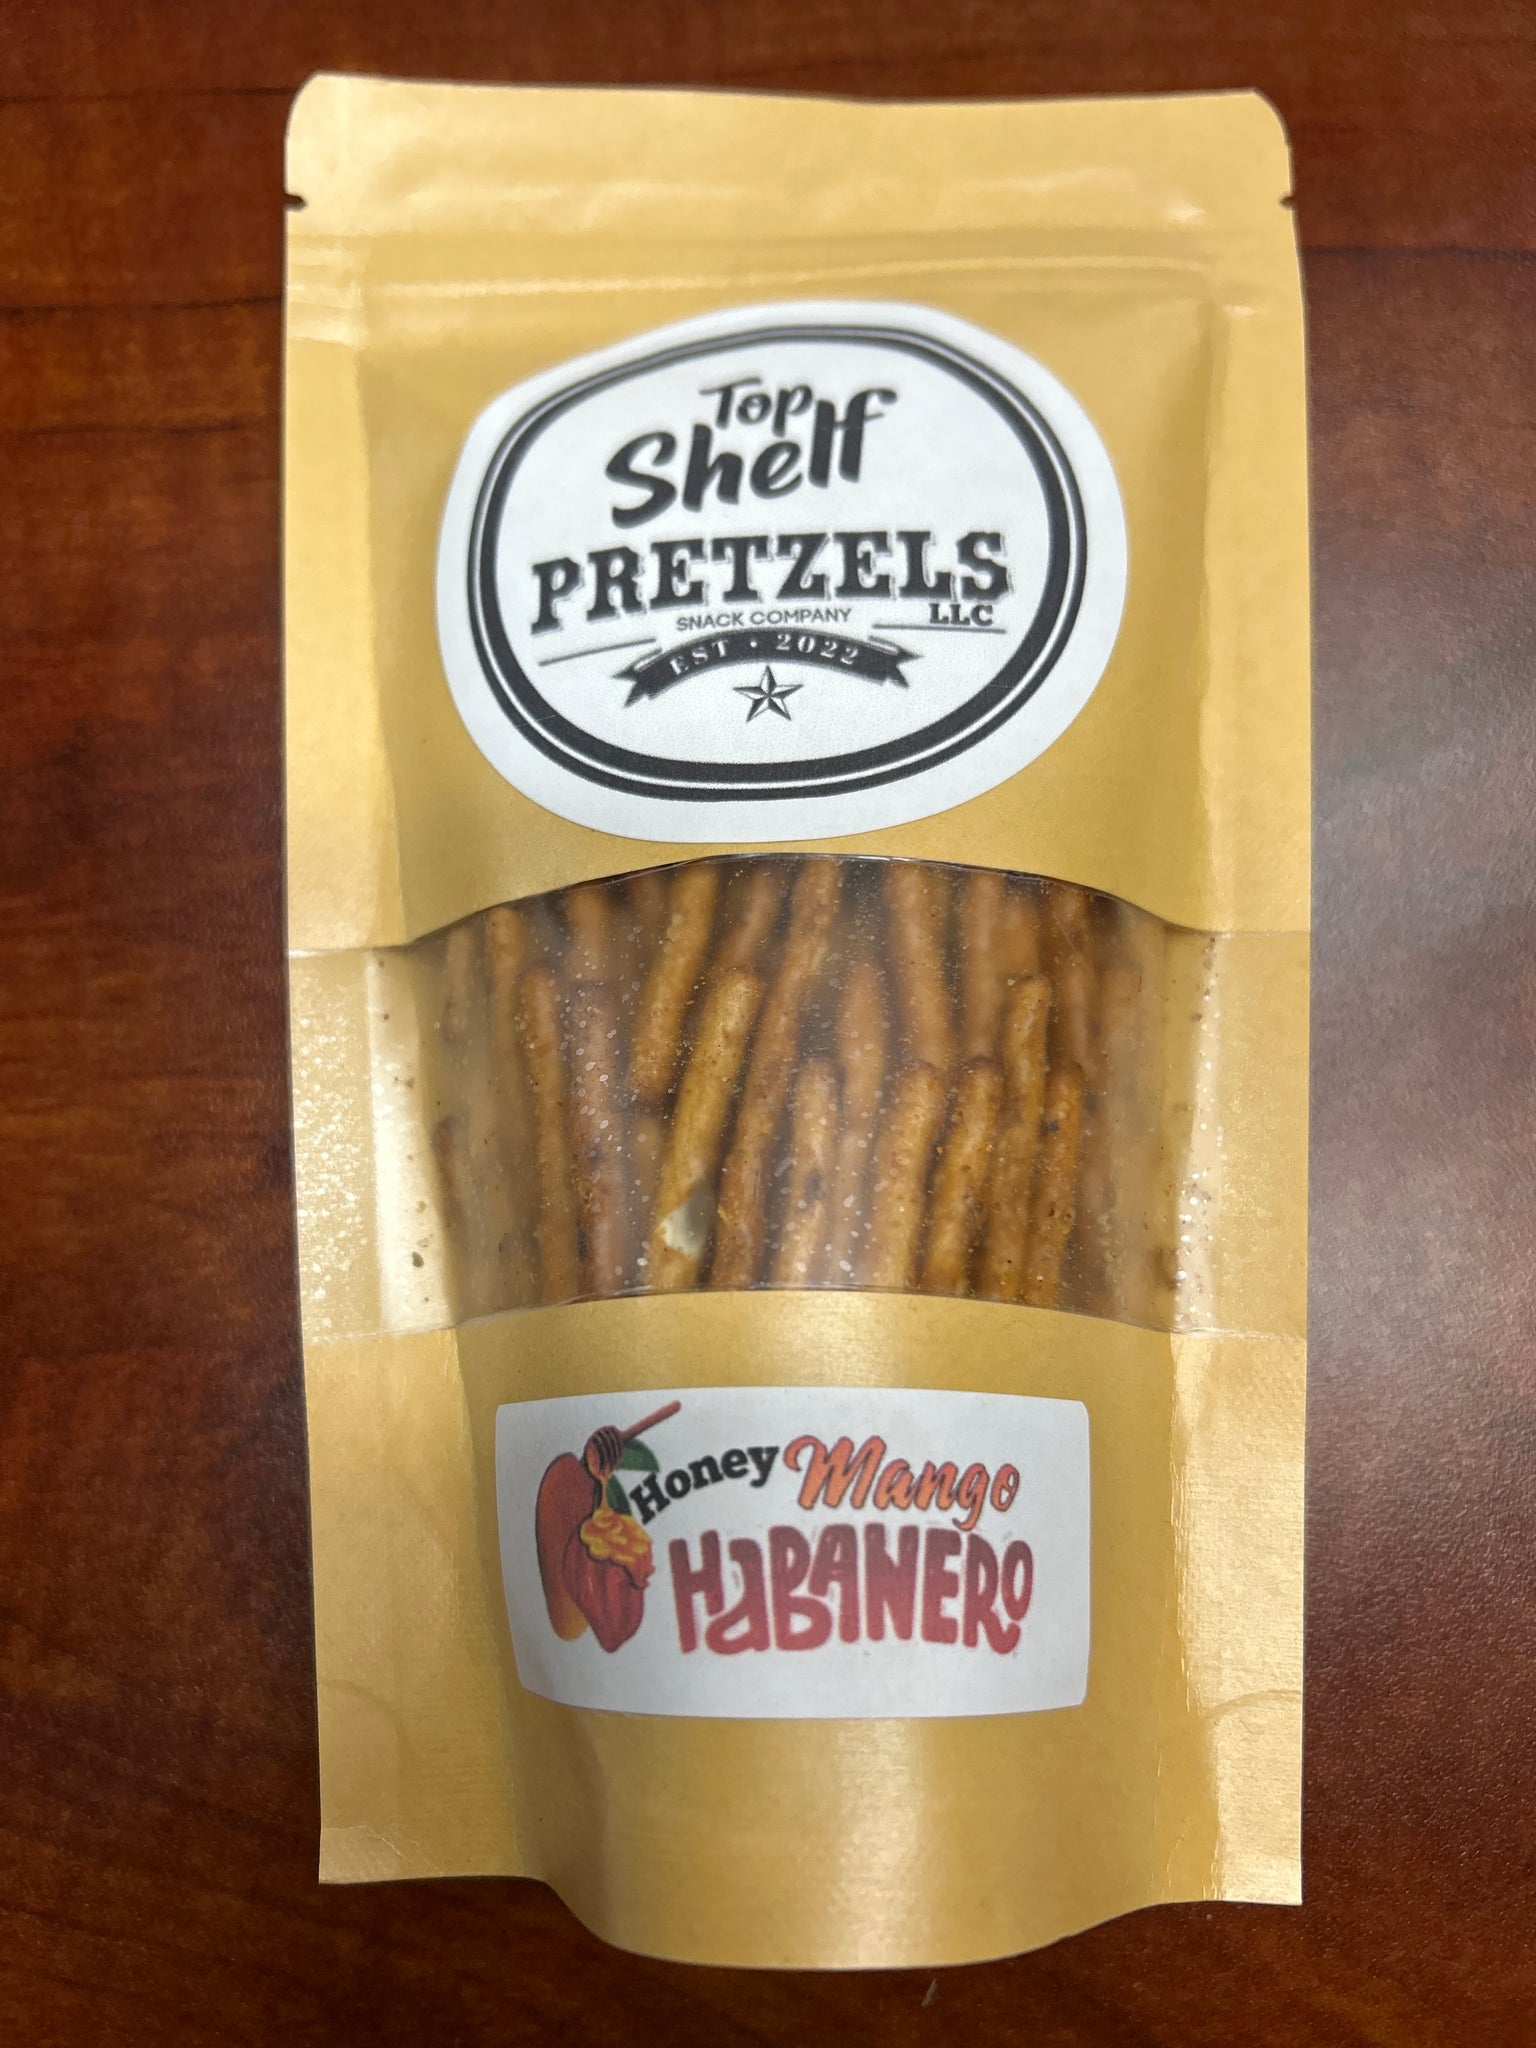 Top
Shelf
PRETZELS
LLC
SNACK COMPANY
EST • 2022
Honey Mango
HABANERO